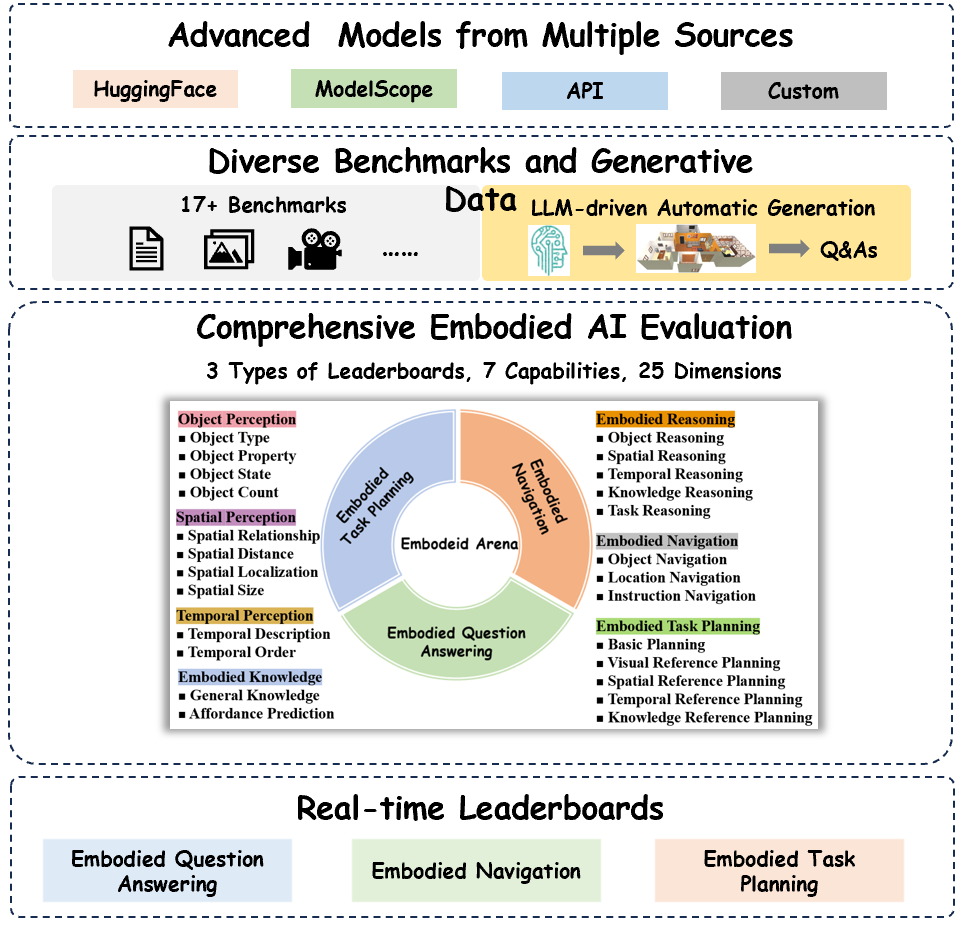 Advanced Models from Multiple Sources
HuggingFace
ModelScope
API
Custom
Diverse Benchmarks and Generative
Data
17+ Benchmarks
......
LLM-driven Automatic Generation
Q&As
Comprehensive Embodied AI Evaluation
3 Types of Leaderboards, 7 Capabilities, 25 Dimensions
Object Perception
■ Object Type
■ Object Property
■ Object State
■ Object Count
Spatial Perception
■ Spatial Relationship
■ Spatial Distance
■ Spatial Localization
■ Spatial Size
Temporal Perception
■ Temporal Description
■ Temporal Order
Embodied Knowledge
■ General Knowledge
■ Affordance Prediction
Embodied
Task Planning
Embodied
Navigation
Embodeid Arena
Embodied Question
Answering
Embodied Reasoning
■ Object Reasoning
■ Spatial Reasoning
■ Temporal Reasoning
■ Knowledge Reasoning
■ Task Reasoning
Embodied Navigation
■ Object Navigation
■ Location Navigation
■ Instruction Navigation
Embodied Task Planning
■ Basic Planning
■ Visual Reference Planning
■ Spatial Reference Planning
■ Temporal Reference Planning
■ Knowledge Reference Planning
Real-time Leaderboards
Embodied Question
Answering
Embodied Navigation
Embodied Task
Planning